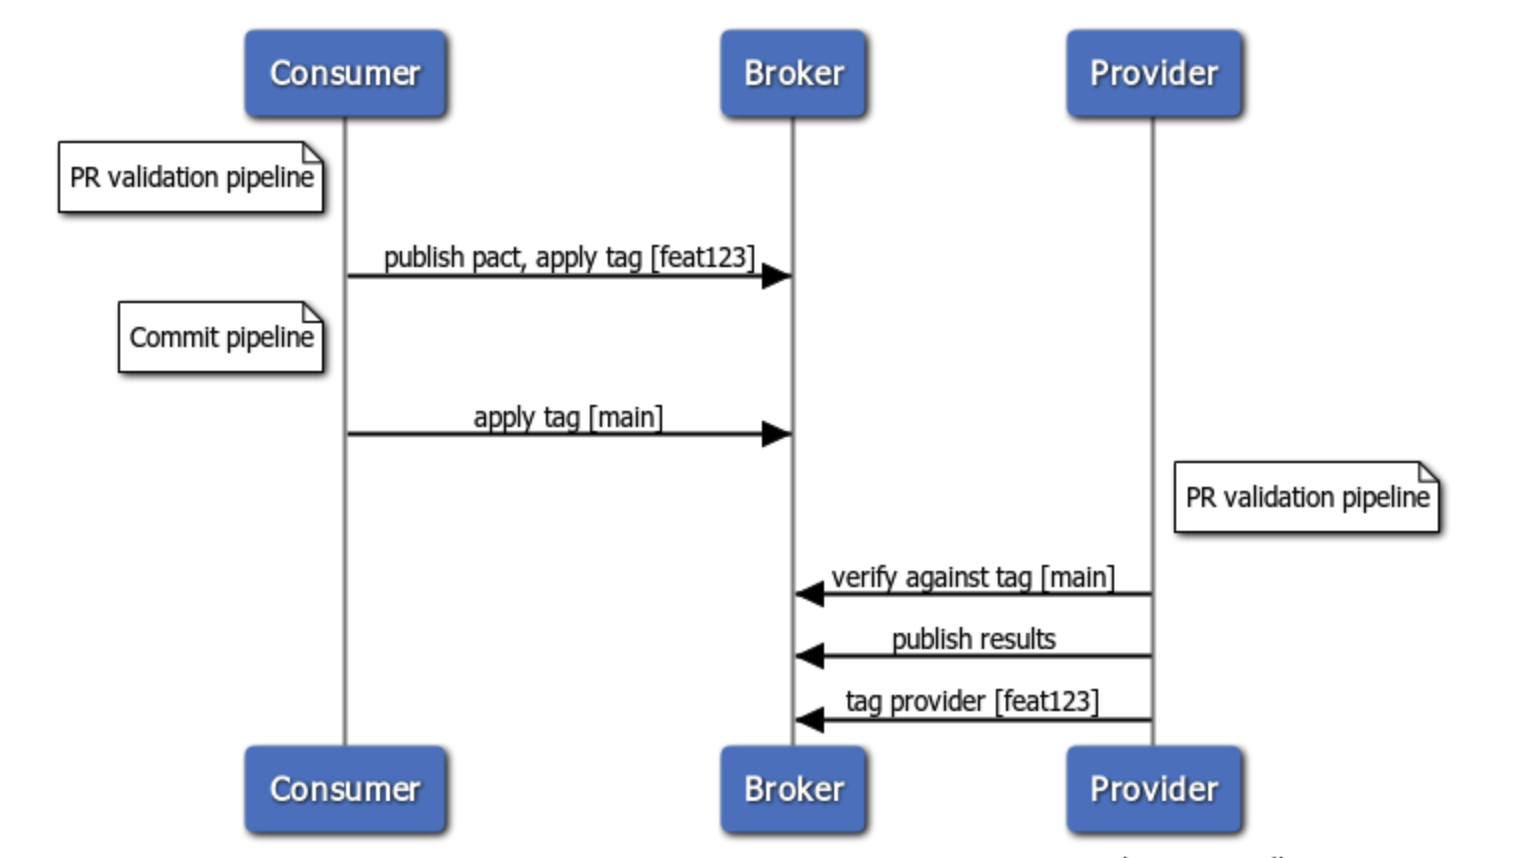 Consumer
Broker
Provider
PR validation pipeline
publish pact, apply tag [feat123]
Commit pipeline
apply tag [main]
PR validation pipeline
verify against tag [main]
publish results
tag provider [feat123]
Consumer
Broker
Provider